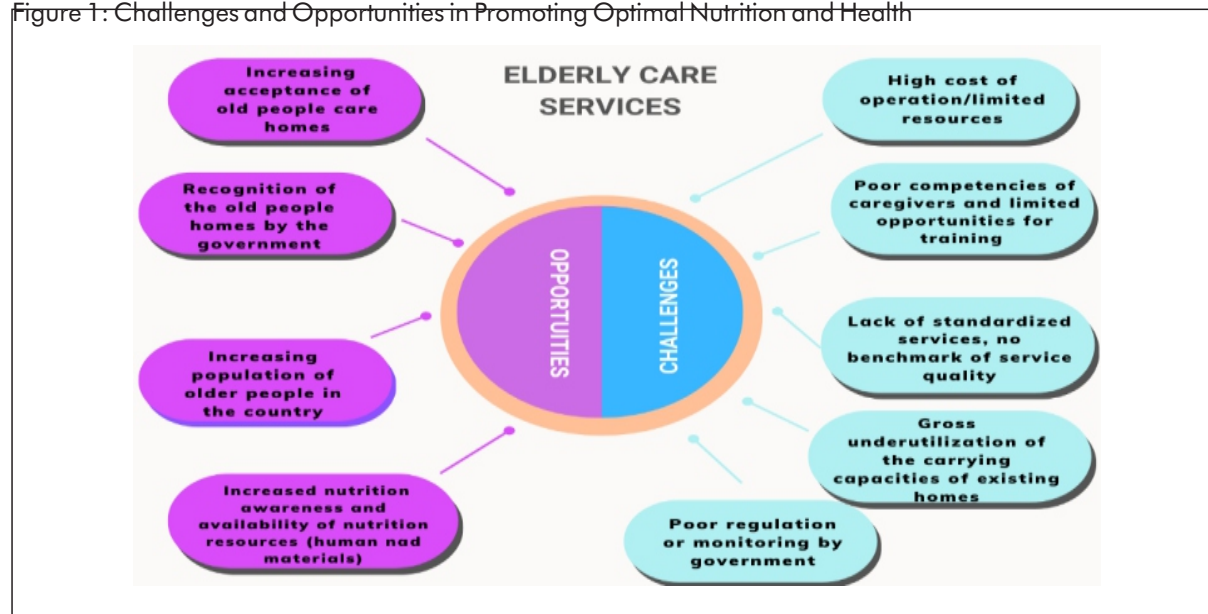 Figure 1: Challenges and Opportunities in Promoting Optimal Nutrition and Health
ELDERLY CARE
SERVICES
Increasing
acceptance of
old people care
homes
Recognition of
the old people
homes by the
government
Increasing
population of
older people in
the country
Increased nutrition
awareness and
availability of nutrition
resources (human nad
materials)
OPPORTUITIES
CHALLENGES
High cost of
operation/limited
resources
Poor competencies of
caregivers and limited
opportunities for
training
Lack of standardized
services, no
benchmark of service
quality
Gross
underutilization of
the carrying
capacities of existing
homes
Poor regulation
or monitoring by
government